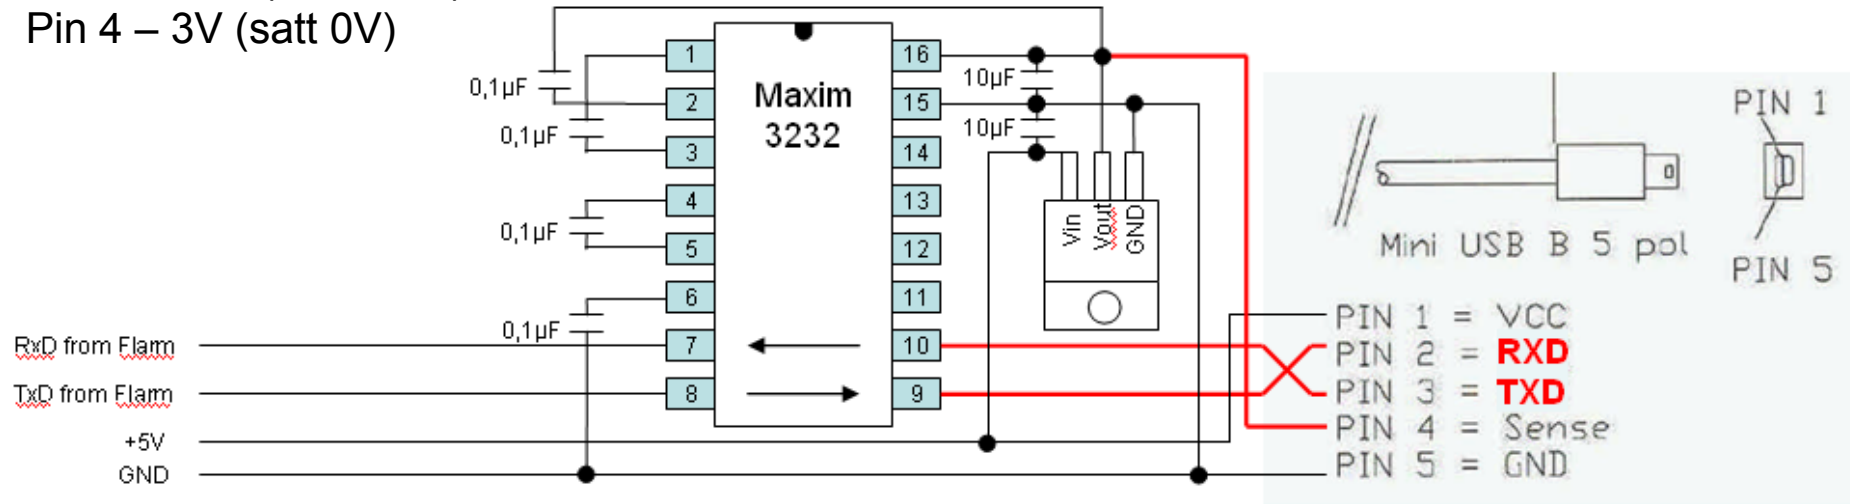 Pin 4 – 3V (satt 0V)
0,1µF
0,1µF
0,1µF
0,1µF
1
2
3
4
5
6
7
8
Maxim
3232
16
15
14
13
12
11
10
9
10µF
10µF
Vin
Vout
GND
RxD from Flarm
TxD from Flarm
+5V
GND
PIN 1
Mini USB B 5 pol
PIN 5
PIN 1 = VCC
PIN 2 = RXD
PIN 3 = TXD
PIN 4 = Sense
PIN 5 = GND